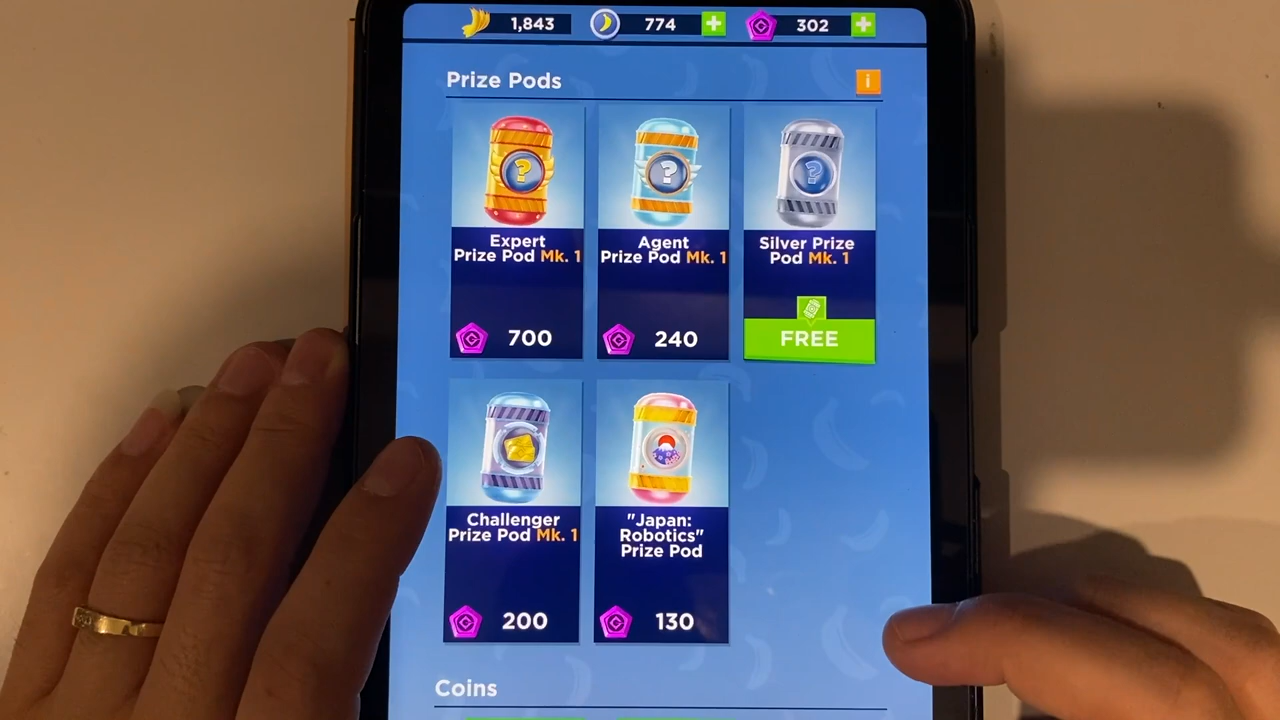 1,843
774
302
Prize Pods
i
?
?
?
Expert
Prize Pod Mk. 1
Agent
Prize Pod Mk. 1
Silver Prize
Pod Mk. 1
700
240
FREE
Challenger
Prize Pod Mk. 1
"Japan:
Robotics"
Prize Pod
200
130
Coins